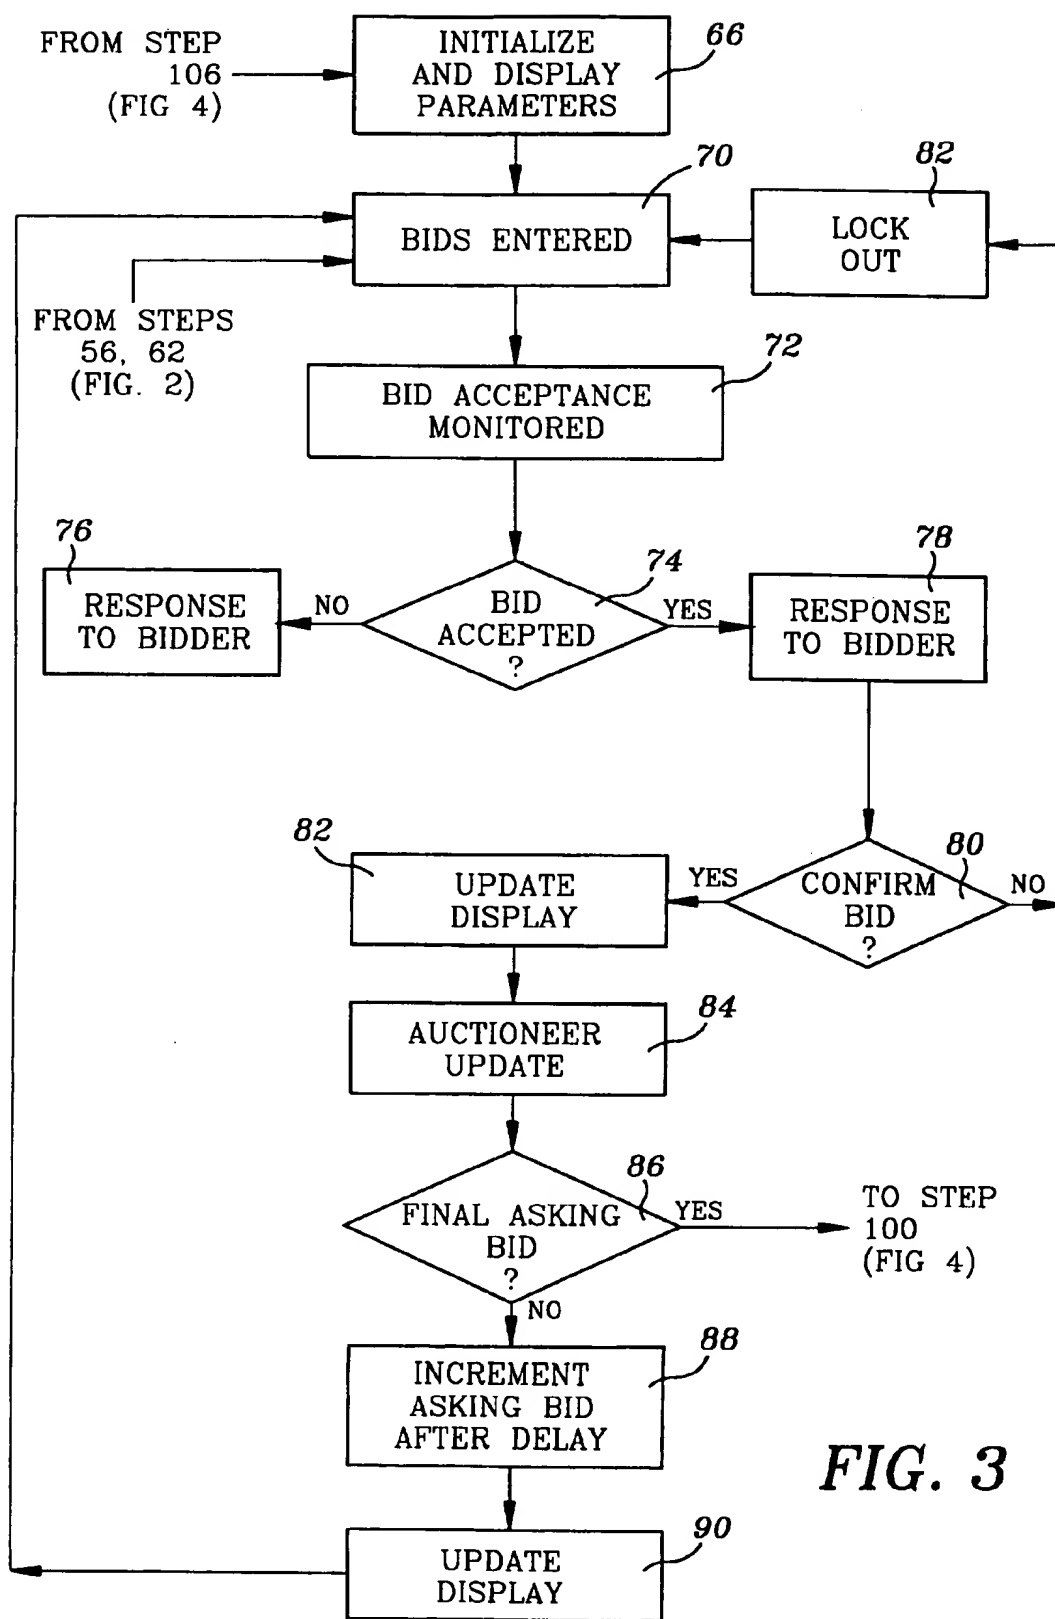 FROM STEP
106
(FIG 4)
INITIALIZE
AND DISPLAY
PARAMETERS
66
70
BIDS ENTERED
82
LOCK
OUT
FROM STEPS
56, 62
(FIG. 2)
72
BID ACCEPTANCE
MONITORED
76
RESPONSE
TO BIDDER
NO
74
BID
ACCEPTED
?
YES
78
RESPONSE
TO BIDDER
80
CONFIRM
BID
?
NO
YES
82
UPDATE
DISPLAY
84
AUCTIONEER
UPDATE
86
FINAL ASKING
BID
?
YES
TO STEP
100
(FIG 4)
NO
88
INCREMENT
ASKING BID
AFTER DELAY
90
UPDATE
DISPLAY
FIG. 3